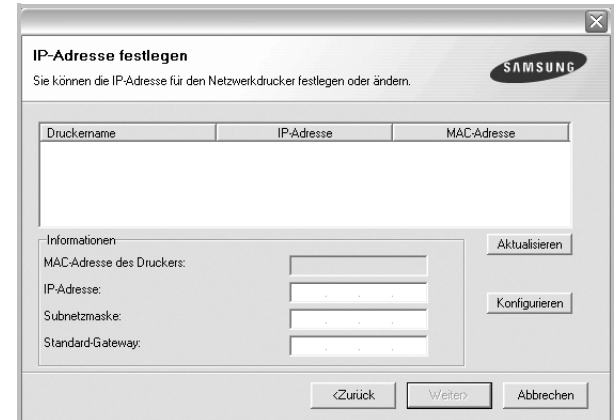 IP-Adresse festlegen
Sie können die IP-Adresse für den Netzwerkdrucker festlegen oder ändern.
SAMSUNG
Druckername IP-Adresse MAC-Adresse
Informationen
Aktualisieren
MAC-Adresse des Druckers:
IP-Adresse:
Konfigurieren
Subnetzmaske:
Standard-Gateway:
<Zurück Weiter> Abbrechen